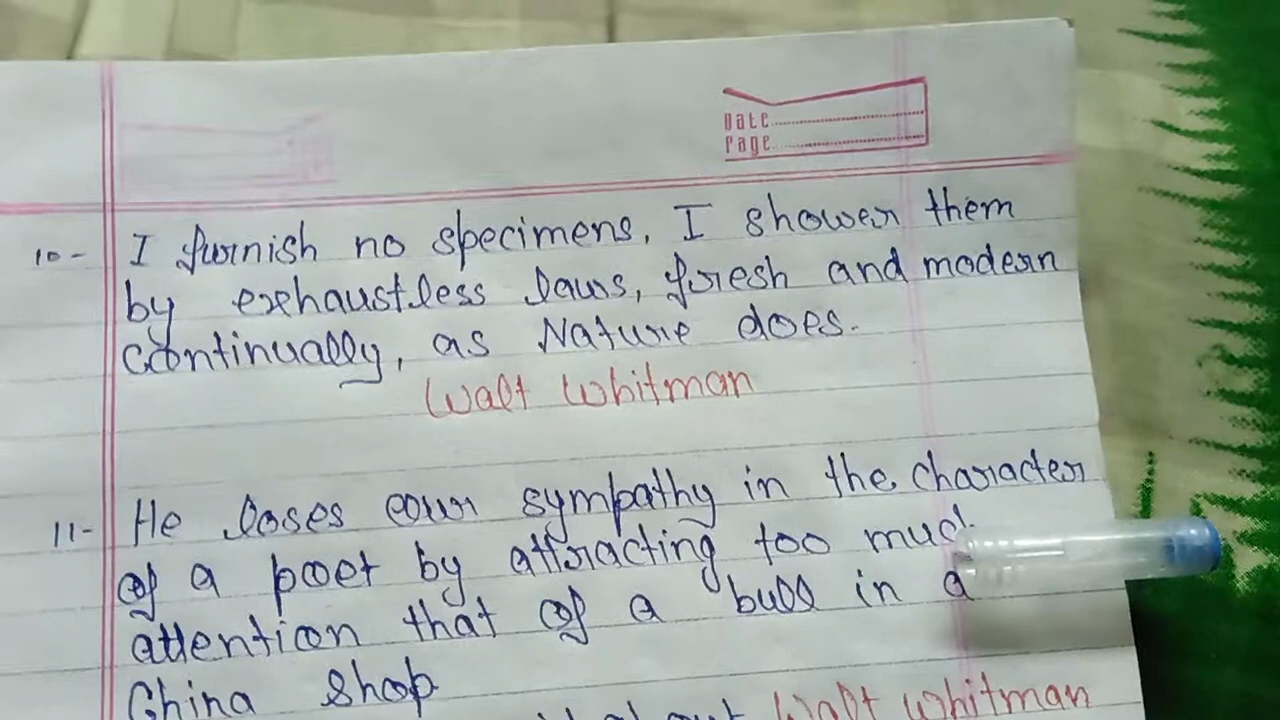 Date
Page
10- I furnish no specimens, I shower them
by exhaustless laws, fresh and modern
continually, as Nature does.
Walt Whitman
11- He loses our sympathy in the character
of a poet by attracting too much
attention that of a bull in a
China shop
Walt Whitman